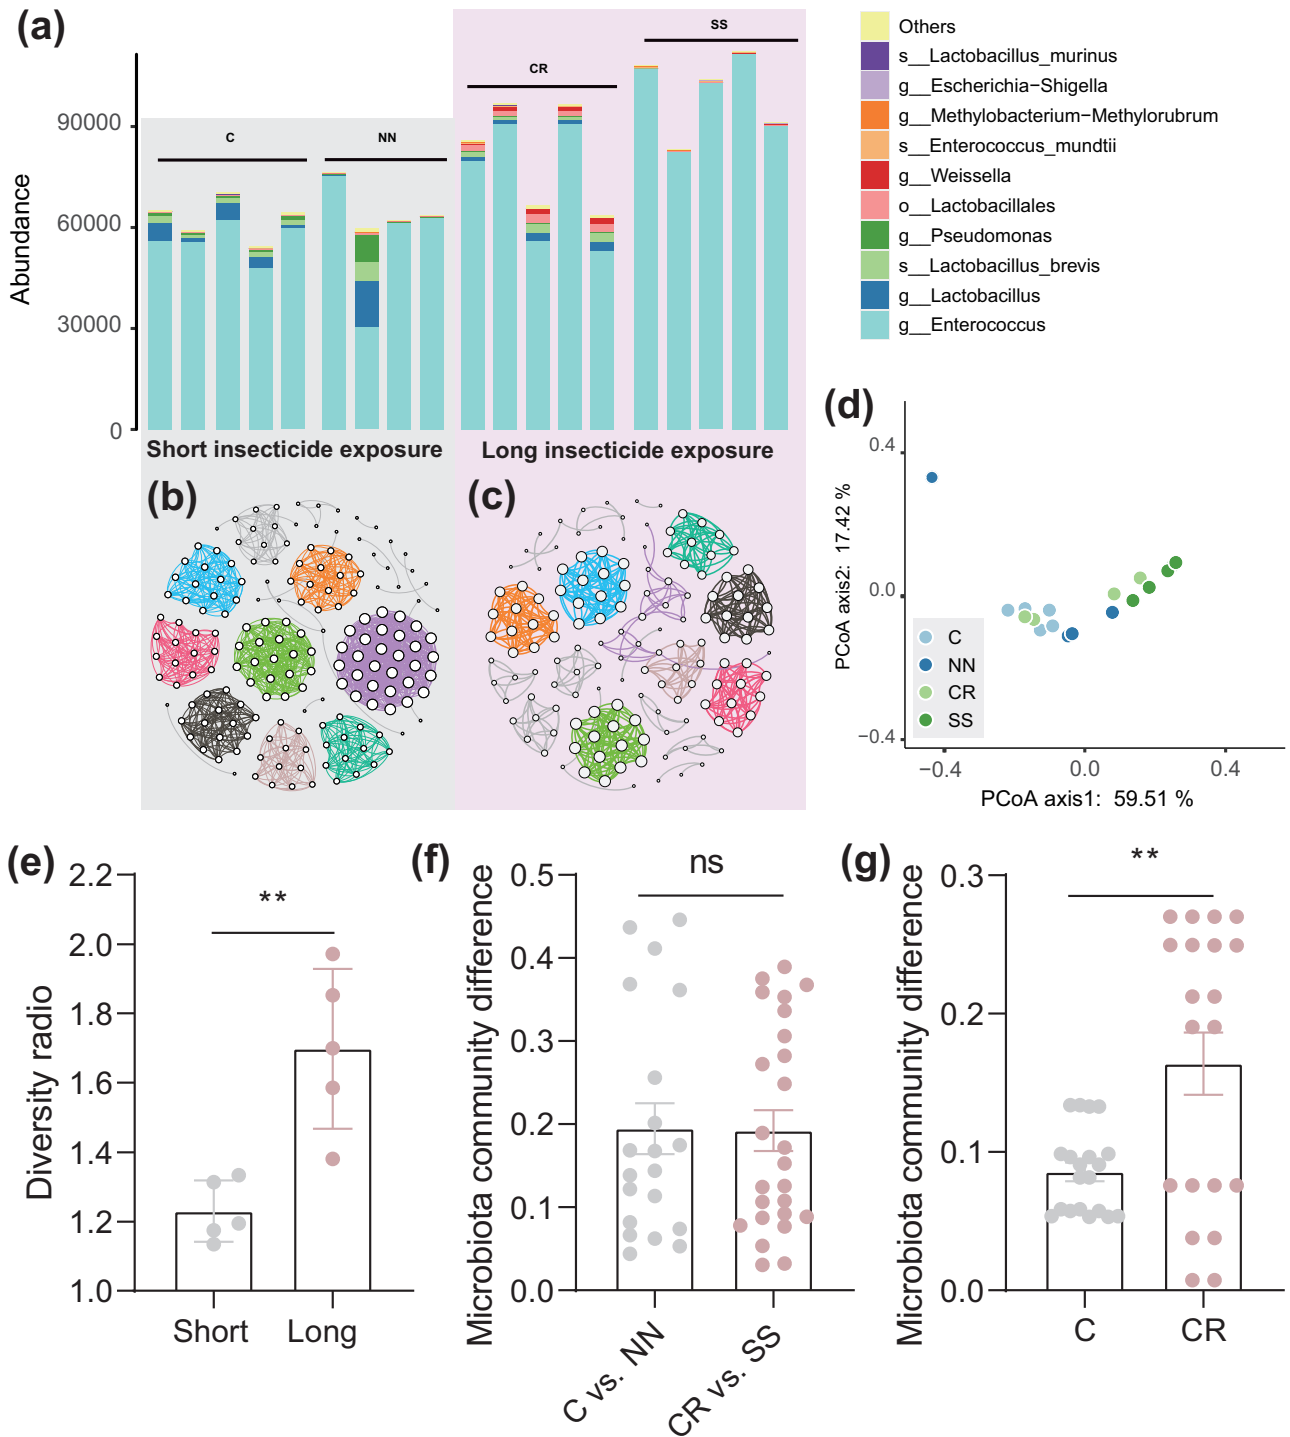 (a)
Abundance
90000
60000
30000
0
C
NN
CR
SS
Short insecticide exposure
Long insecticide exposure
Others
s__Lactobacillus_murinus
g__Escherichia−Shigella
g__Methylobacterium−Methylorubrum
s__Enterococcus_mundtii
g__Weissella
o__Lactobacillales
g__Pseudomonas
s__Lactobacillus_brevis
g__Lactobacillus
g__Enterococcus
(b)
(c)
(d)
PCoA axis2: 17.42 %
0.4
0.0
−0.4
C
NN
CR
SS
−0.4
0.0
0.4
PCoA axis1: 59.51 %
(e)
Diversity radio
2.2
2.0
1.8
1.6
1.4
1.2
1.0
**
Short
Long
(f)
Microbiota community difference
0.5
0.4
0.3
0.2
0.1
0.0
ns
C vs. NN
CR vs. SS
(g)
Microbiota community difference
0.3
0.2
0.1
0.0
**
C
CR